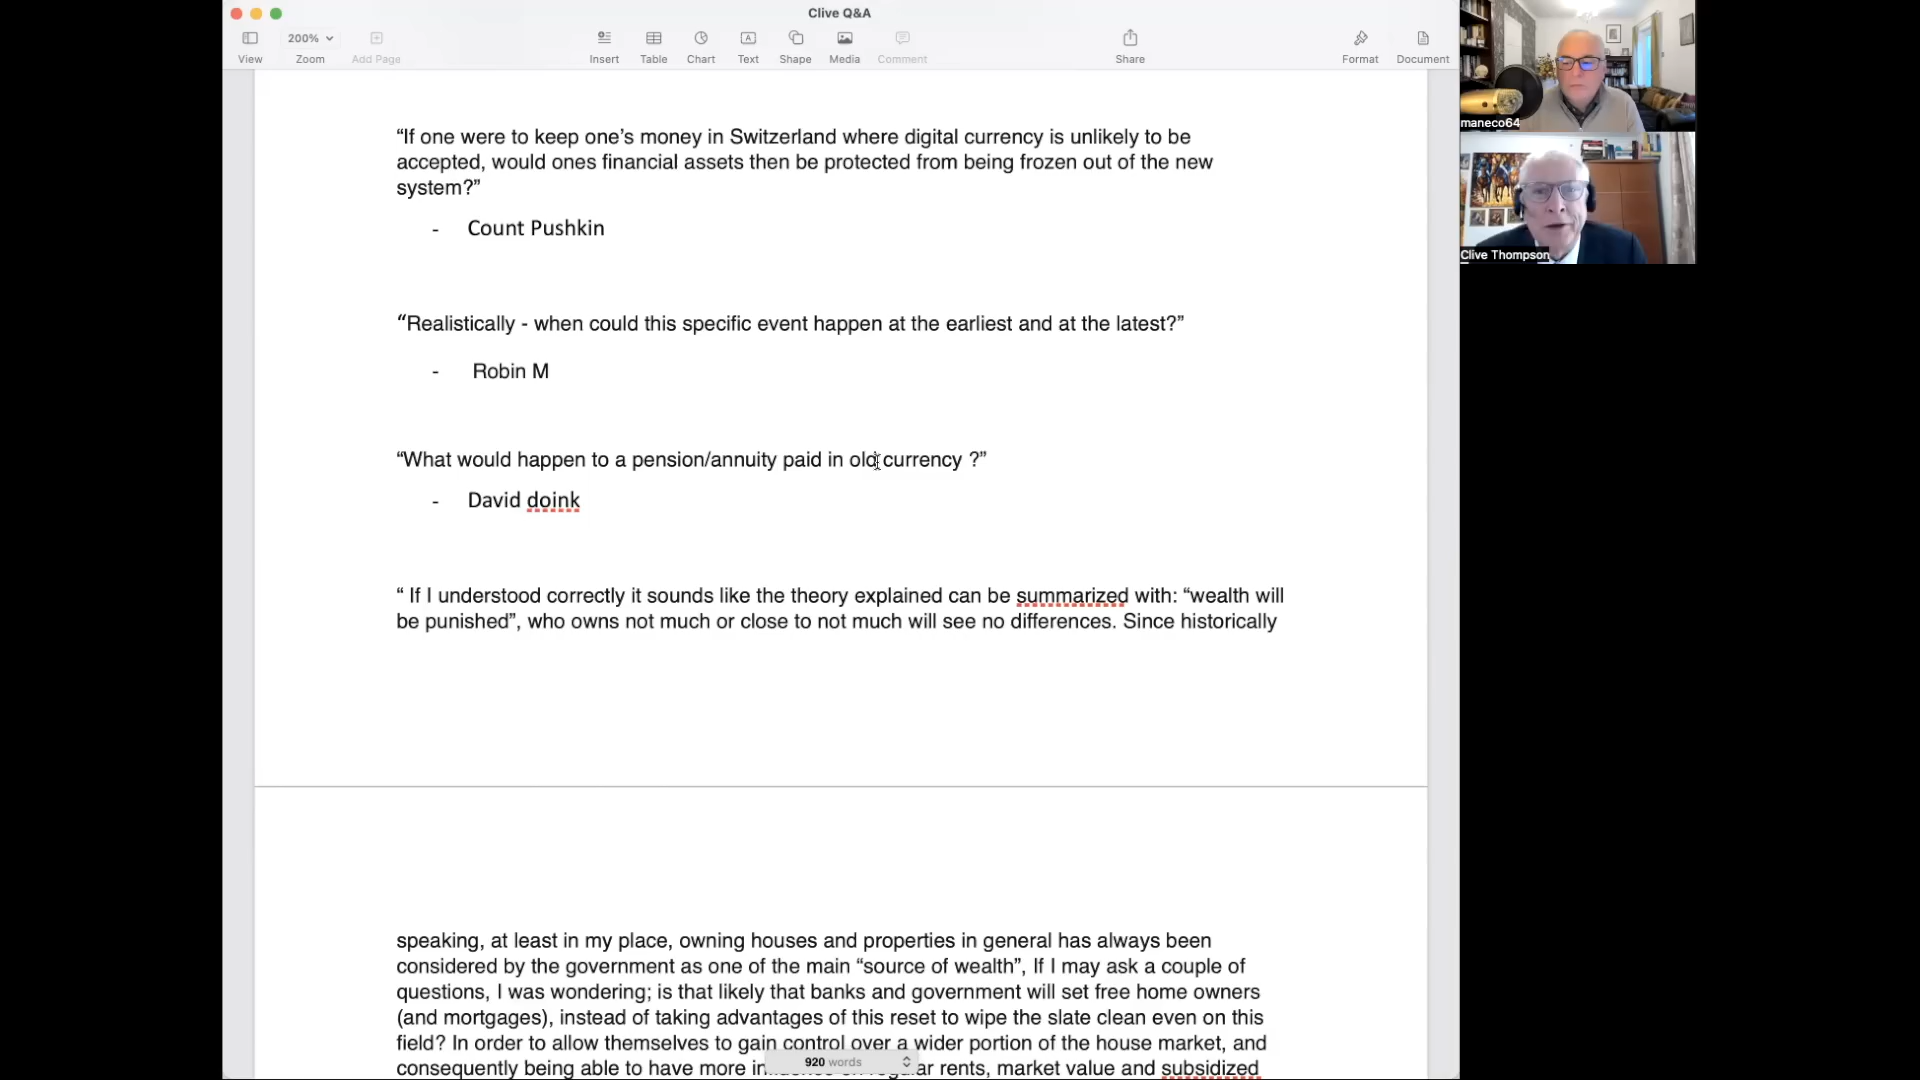 Clive Q&A
200%
View
Zoom
Add Page
Insert
Table
Chart
Text
Shape
Media
Comment
Share
Format
Document
“If one were to keep one’s money in Switzerland where digital currency is unlikely to be
accepted, would ones financial assets then be protected from being frozen out of the new
system?”
- Count Pushkin
“Realistically - when could this specific event happen at the earliest and at the latest?”
- Robin M
“What would happen to a pension/annuity paid in old currency ?”
- David doink
“ If I understood correctly it sounds like the theory explained can be summarized with: “wealth will
be punished”, who owns not much or close to not much will see no differences. Since historically
speaking, at least in my place, owning houses and properties in general has always been
considered by the government as one of the main “source of wealth”, If I may ask a couple of
questions, I was wondering; is that likely that banks and government will set free home owners
(and mortgages), instead of taking advantages of this reset to wipe the slate clean even on this
field? In order to allow themselves to gain control over a wider portion of the house market, and
consequently being able to have more rents, market value and subsidized
920 words
maneco64
Clive Thompson